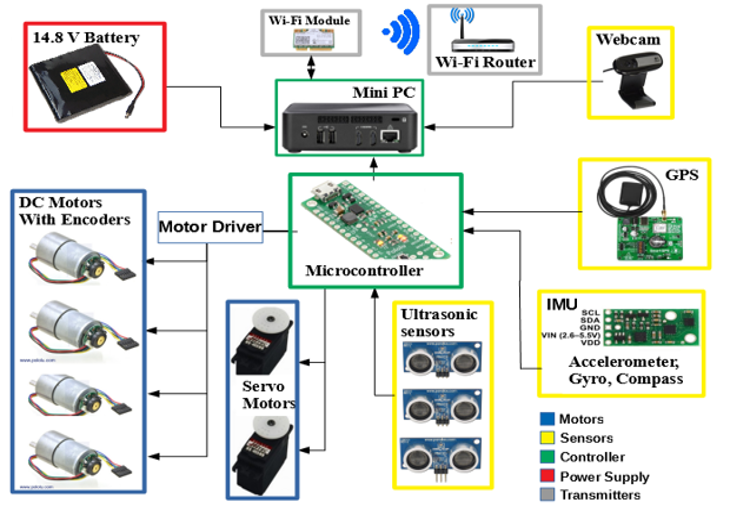 Wi-Fi Module
14.8 V Battery
Wi-Fi Router
Webcam
Mini PC
GPS
DC Motors
With Encoders
Motor Driver
Microcontroller
IMU
SCL
SDA
GND
VIN (2.6–5.5V)
VDD
Accelerometer,
Gyro, Compass
Ultrasonic
sensors
Servo
Motors
Motors
Sensors
Controller
Power Supply
Transmitters